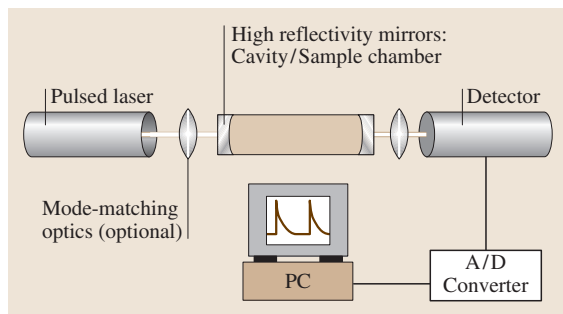 High reflectivity mirrors:
Cavity/Sample chamber
Pulsed laser
Detector
Mode-matching
optics (optional)
PC
A/D
Converter